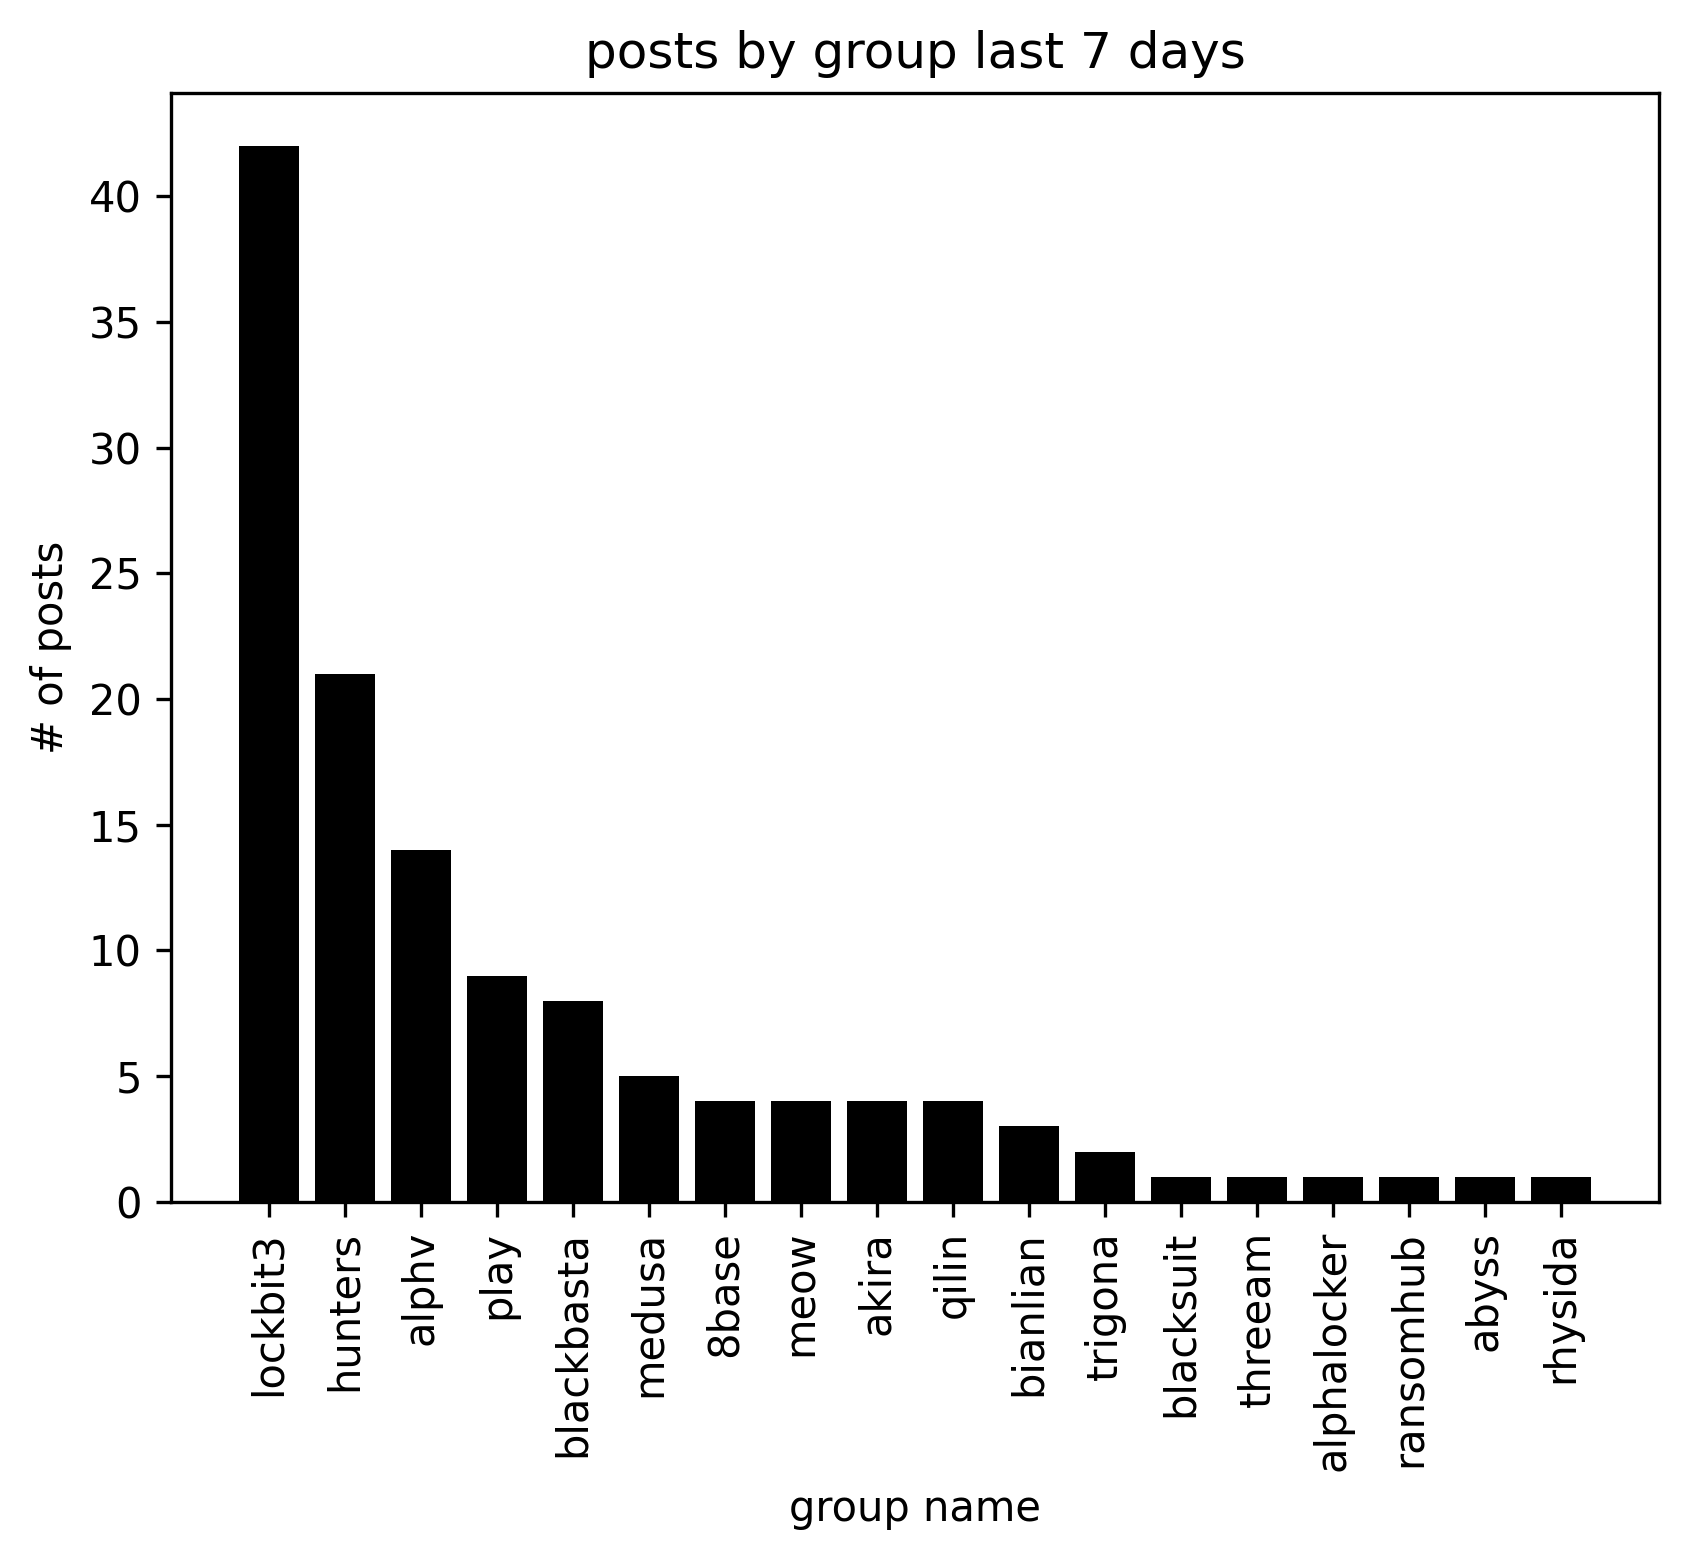 posts by group last 7 days
# of posts
40
35
30
25
20
15
10
5
0
lockbit3
hunters
alphv
play
blackbasta
medusa
8base
meow
akira
qilin
bianlian
trigona
blacksuit
threeam
alphalocker
ransomhub
abyss
rhysida
group name